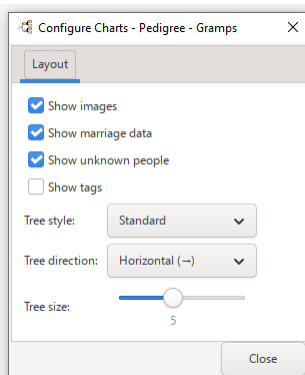 Configure Charts - Pedigree - Gramps
Layout
Show images
Show marriage data
Show unknown people
Show tags
Tree style: Standard
Tree direction: Horizontal (→)
Tree size:
5
Close